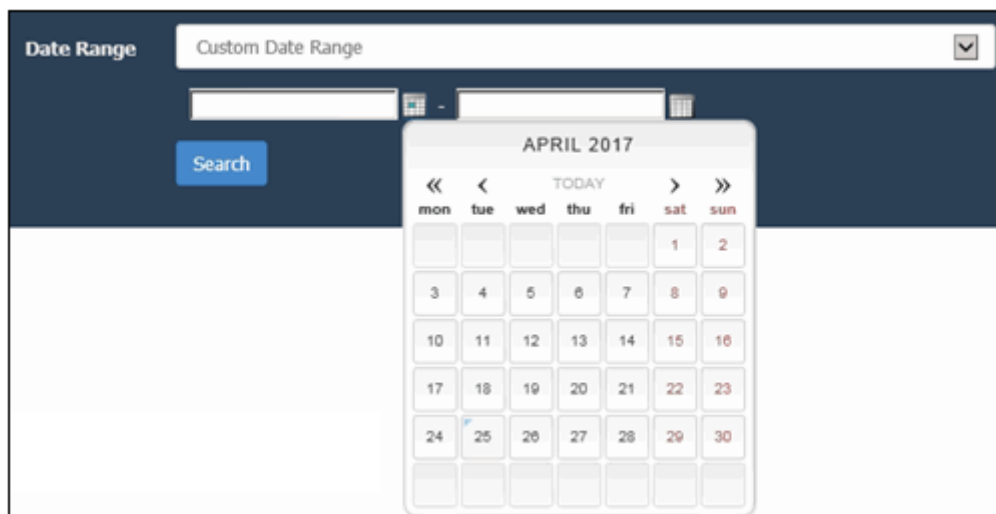 Date Range Custom Date Range
-
Search
APRIL 2017
« ‹ TODAY › »
mon tue wed thu fri sat sun
1 2
3 4 5 6 7 8 9
10 11 12 13 14 15 16
17 18 19 20 21 22 23
24 25 26 27 28 29 30